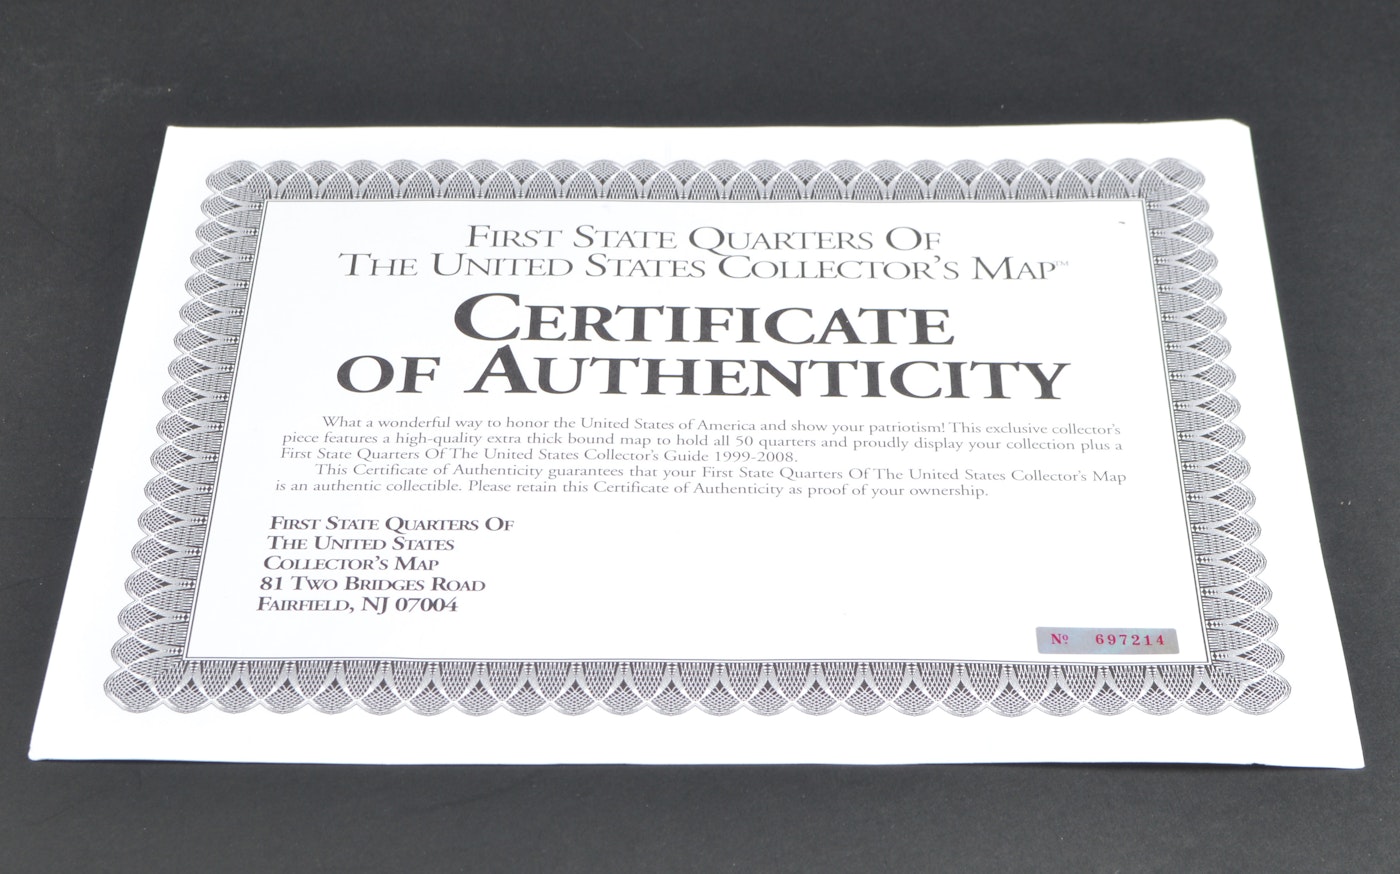 First State Quarters Of
The United States Collector's Map™
Certificate
of Authenticity
What a wonderful way to honor the United States of America and show your patriotism! This exclusive collector's
piece features a high-quality extra thick bound map to hold all 50 quarters and proudly display your collection plus a
First State Quarters Of The United States Collector's Guide 1999-2008.
This Certificate of Authenticity guarantees that your First State Quarters Of The United States Collector's Map
is an authentic collectible. Please retain this Certificate of Authenticity as proof of your ownership.
First State Quarters Of
The United States
Collector's Map
81 Two Bridges Road
Fairfield, NJ 07004
Nº 697214